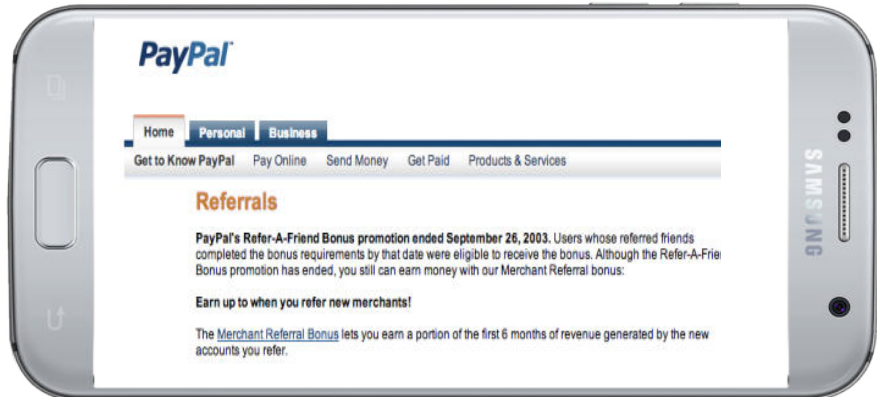 PayPal
Home Personal Business
Get to Know PayPal Pay Online Send Money Get Paid Products & Services
Referrals
PayPal's Refer-A-Friend Bonus promotion ended September 26, 2003. Users whose referred friends
completed the bonus requirements by that date were eligible to receive the bonus. Although the Refer-A-Frie
Bonus promotion has ended, you still can earn money with our Merchant Referral bonus:
Earn up to when you refer new merchants!
The Merchant Referral Bonus lets you earn a portion of the first 6 months of revenue generated by the new
accounts you refer.
SAMSUNG